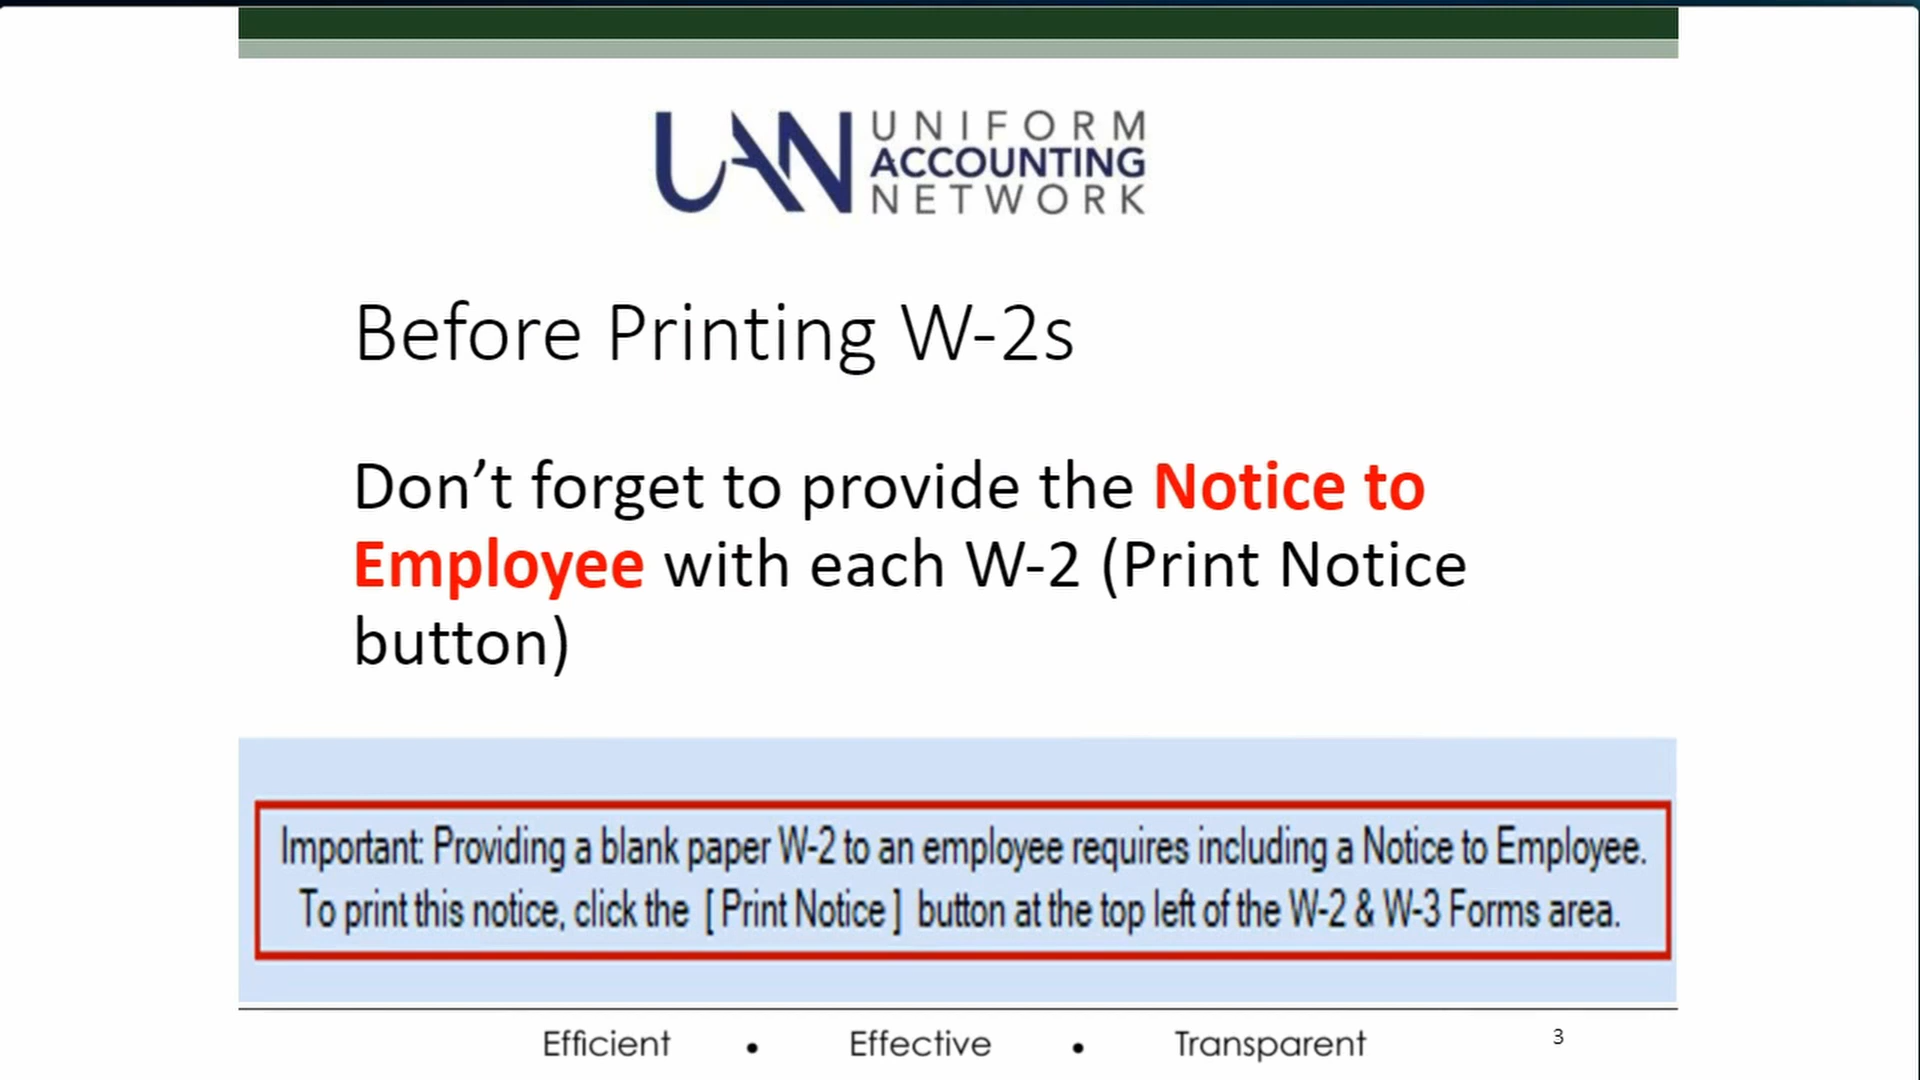 UAN UNIFORM
ACCOUNTING
NETWORK
Before Printing W-2s
Don’t forget to provide the Notice to
Employee with each W-2 (Print Notice
button)
Important: Providing a blank paper W-2 to an employee requires including a Notice to Employee.
To print this notice, click the [ Print Notice ] button at the top left of the W-2 & W-3 Forms area.
Efficient • Effective • Transparent 3